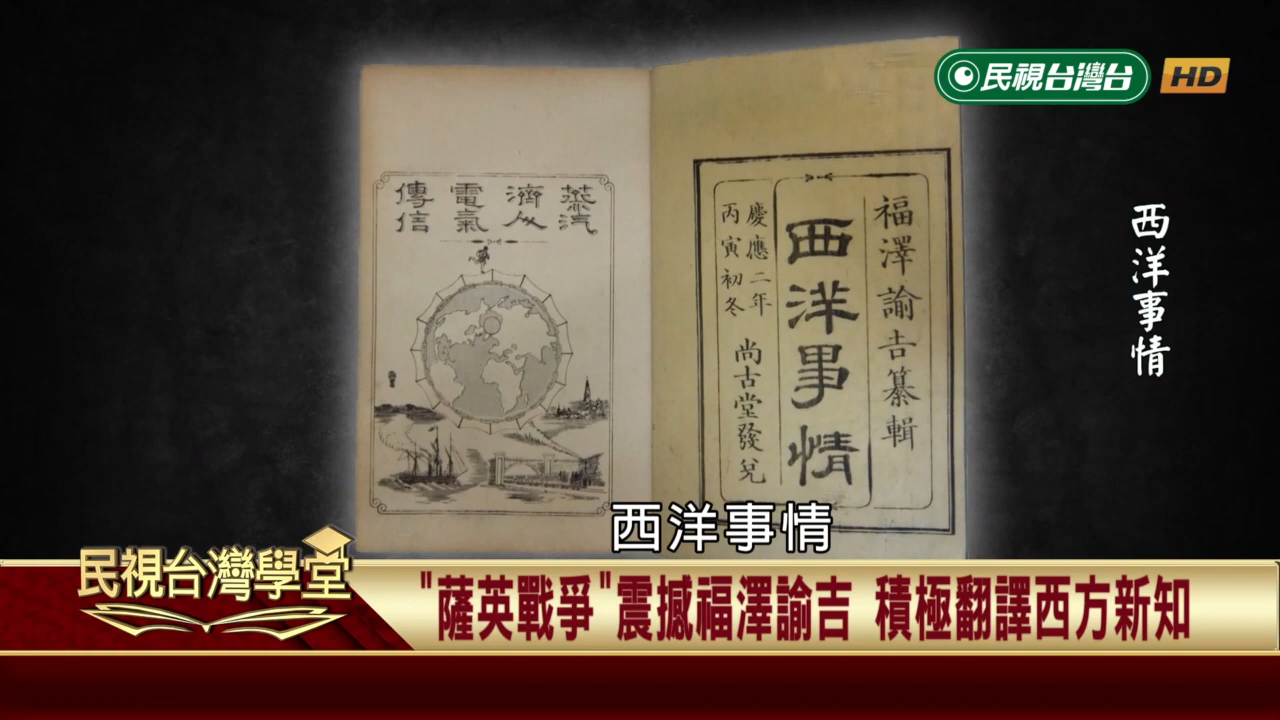 民視台灣台 HD
西洋事情
蒸汽
濟人
電氣
傳信
福澤諭吉纂輯
西洋事情
慶應二年
丙寅初冬
尚古堂發兌
西洋事情
民視台灣學堂
"薩英戰爭"震撼福澤諭吉 積極翻譯西方新知